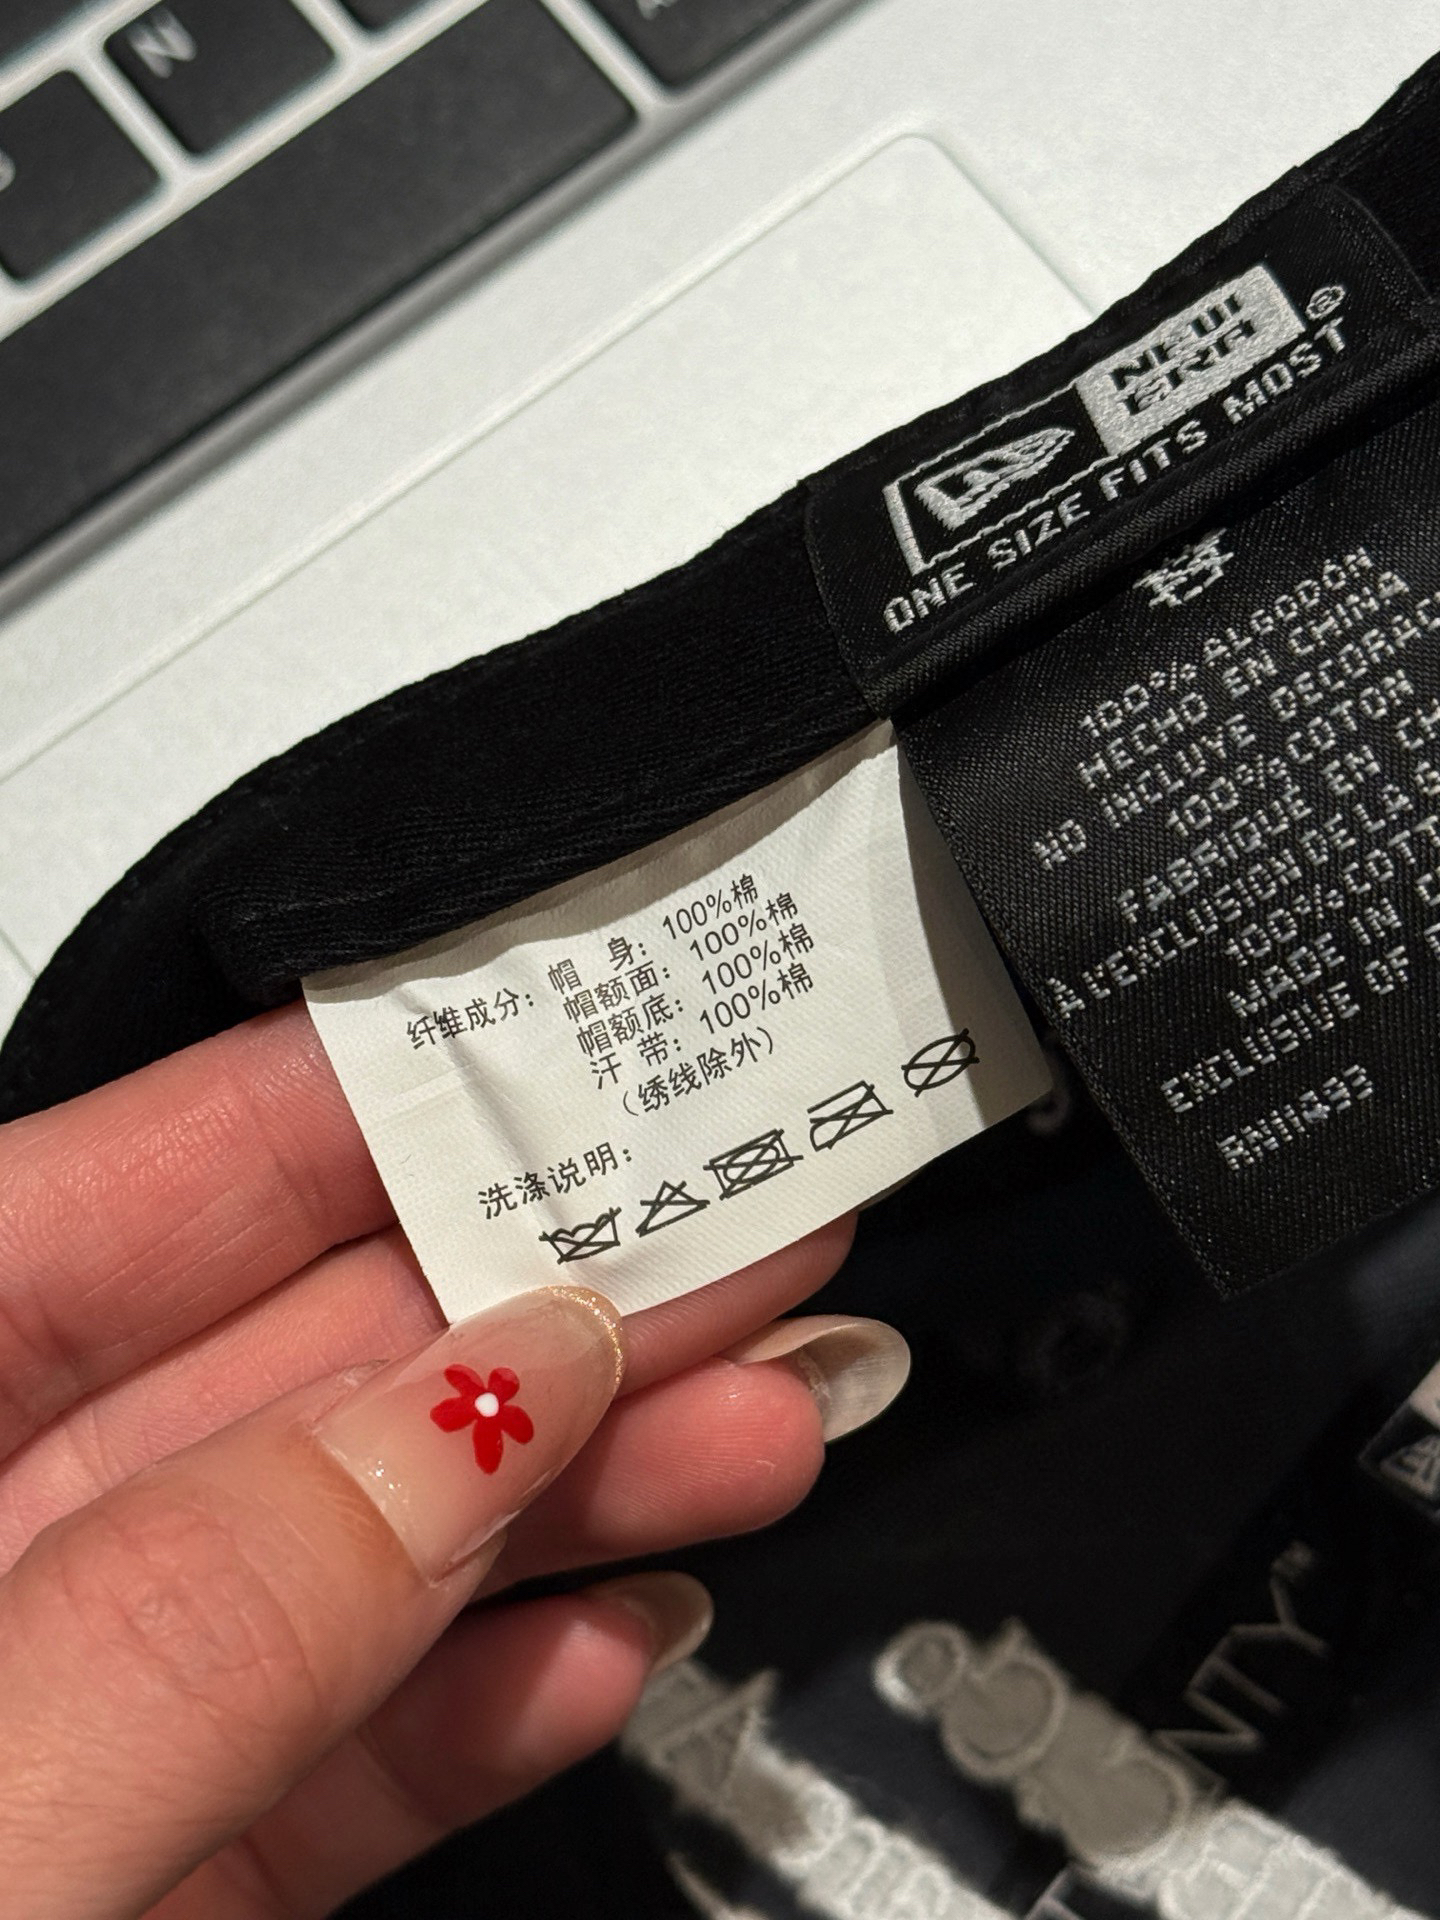 N
NEW
ERA
®
ONE SIZE FITS MOST
100% ALGODÓN
HECHO EN CHINA
NO INCLUYE DECORAC
100% COTON
FABRIQUE EN CH
À L'EXCLUSION DE LA
100% COTT
MADE IN
EXCLUSIVE OF
纤维成分：帽 身：100%棉
帽额面：100%棉
帽额底：100%棉
汗 带：100%棉
（绣线除外）
洗涤说明：
NTY™